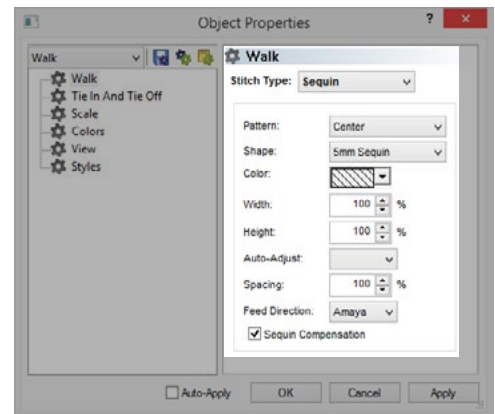 Object Properties ? ×
Walk
Walk
Tie In And Tie Off
Scale
Colors
View
Styles
Walk
Stitch Type: Sequin
Pattern: Center
Shape: 5mm Sequin
Color:
Width: 100 %
Height: 100 %
Auto-Adjust:
Spacing: 100 %
Feed Direction: Amaya
Sequin Compensation
Auto-Apply OK Cancel Apply